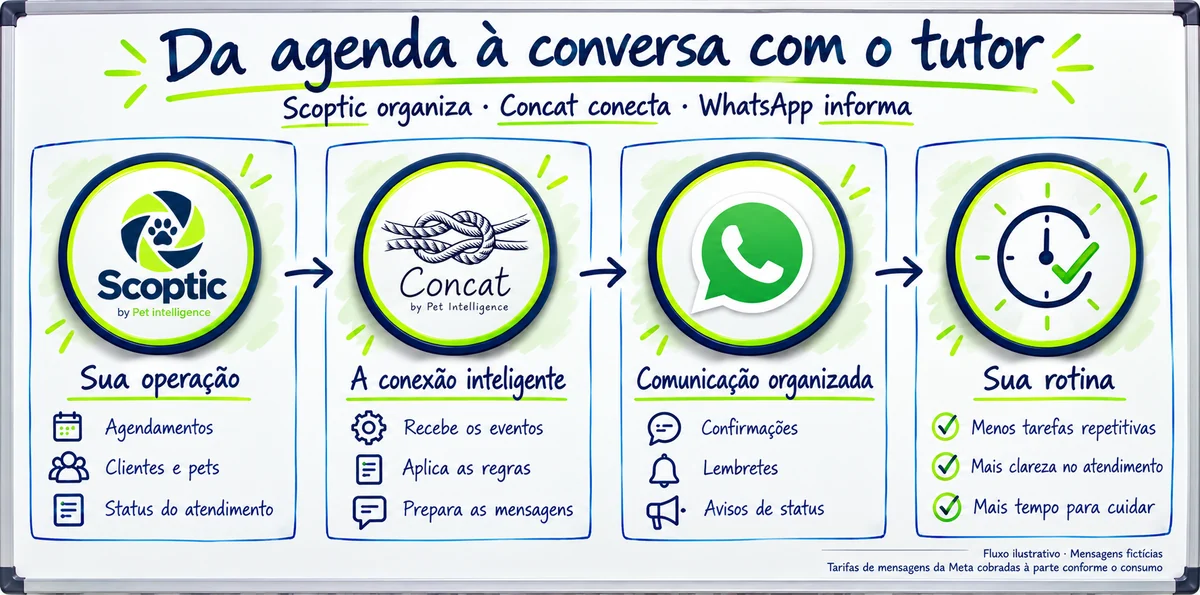 Da agenda à conversa com o tutor
Scoptic organiza · Concat conecta · WhatsApp informa
Scoptic
by Pet intelligence
Sua operação
Agendamentos
Clientes e pets
Status do atendimento
Concat
by Pet Intelligence
A conexão inteligente
Recebe os eventos
Aplica as regras
Prepara as mensagens
Comunicação organizada
Confirmações
Lembretes
Avisos de status
Sua rotina
Menos tarefas repetitivas
Mais clareza no atendimento
Mais tempo para cuidar
Fluxo ilustrativo · Mensagens fictícias
Tarifas de mensagens da Meta cobradas à parte conforme o consumo